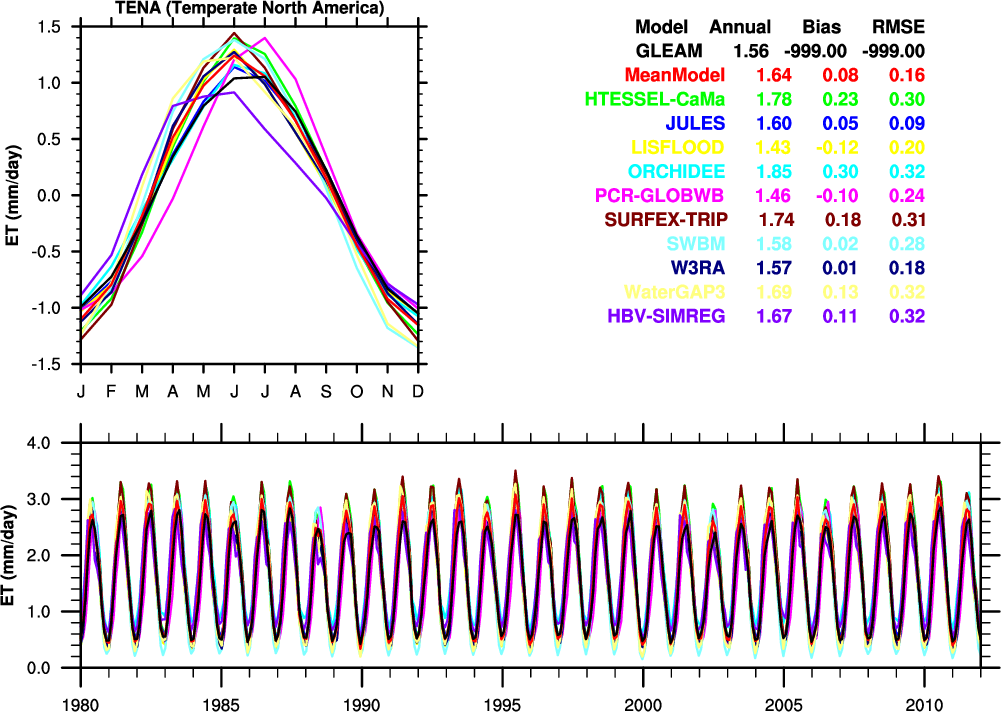 TENA (Temperate North America)
1.5
1.0
0.5
0.0
-0.5
-1.0
-1.5
ET (mm/day)
J F M A M J J A S O N D
Model Annual Bias RMSE
GLEAM 1.56 -999.00 -999.00
MeanModel 1.64 0.08 0.16
HTESSEL-CaMa 1.78 0.23 0.30
JULES 1.60 0.05 0.09
LISFLOOD 1.43 -0.12 0.20
ORCHIDEE 1.85 0.30 0.32
PCR-GLOBWB 1.46 -0.10 0.24
SURFEX-TRIP 1.74 0.18 0.31
SWBM 1.58 0.02 0.28
W3RA 1.57 0.01 0.18
WaterGAP3 1.69 0.13 0.32
HBV-SIMREG 1.67 0.11 0.32
4.0
3.0
2.0
1.0
0.0
ET (mm/day)
1980 1985 1990 1995 2000 2005 2010